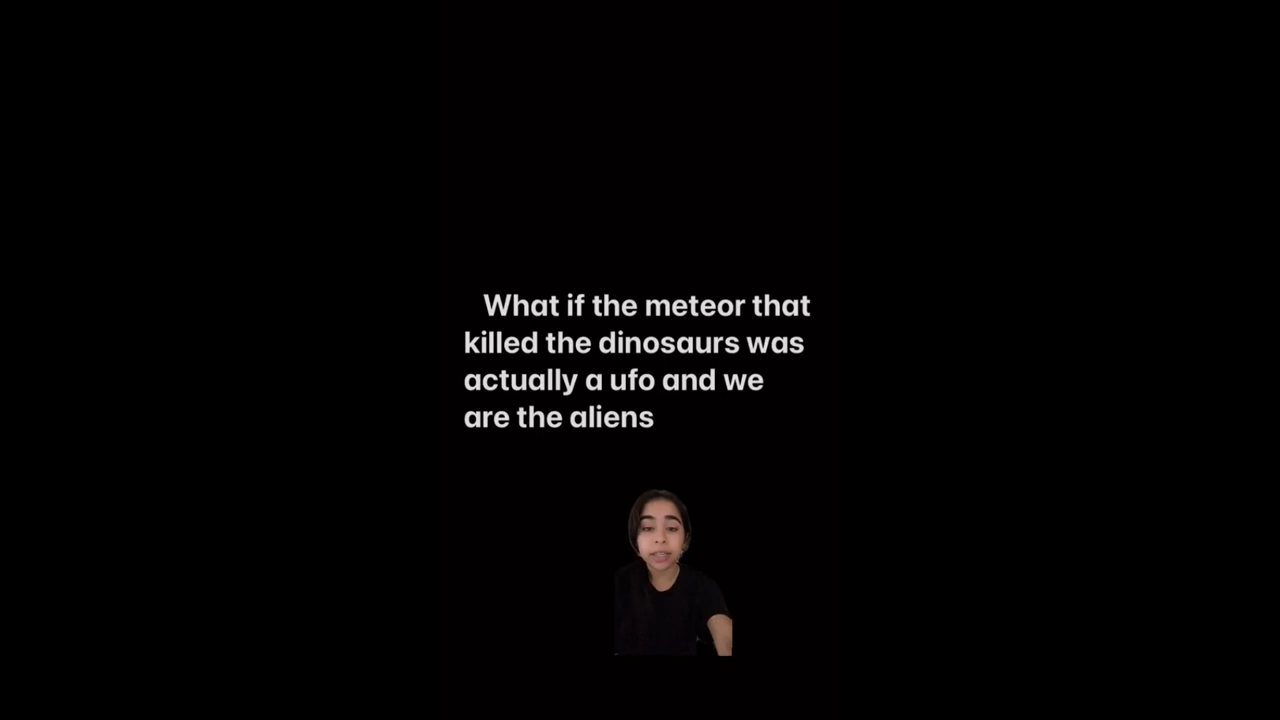 What if the meteor that
killed the dinosaurs was
actually a ufo and we
are the aliens